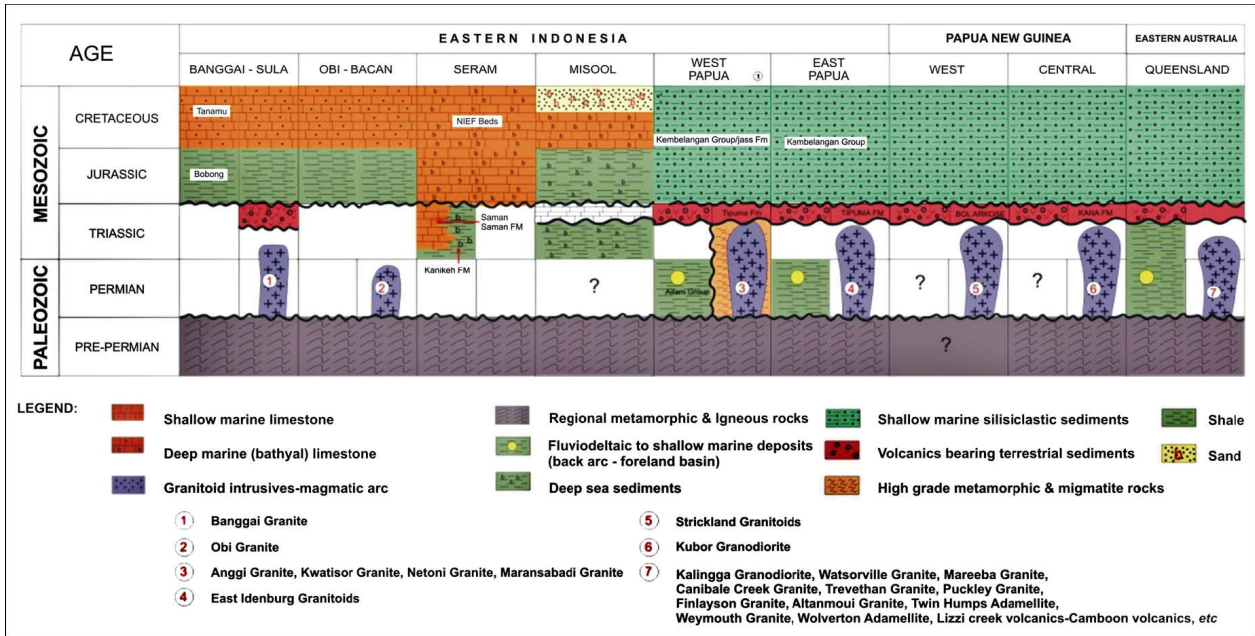 AGE
EASTERN INDONESIA
PAPUA NEW GUINEA
EASTERN AUSTRALIA
BANGGAI - SULA
OBI - BACAN
SERAM
MISOOL
WEST PAPUA
1
EAST PAPUA
WEST
CENTRAL
QUEENSLAND
MESOZOIC
CRETACEOUS
Tanamu
NIEF Beds
Kembelangan Group/jass Fm
Kembelangan Group
JURASSIC
Bobong
TRIASSIC
Saman
Saman FM
Kanikeh FM
Tipuma Fm
TIPUMA FM
BOL ARKOSE
KANA FM
PALEOZOIC
PERMIAN
1
2
?
Aifam Group
3
4
?
5
?
6
7
PRE-PERMIAN
?
LEGEND:
Shallow marine limestone
Deep marine (bathyal) limestone
Granitoid intrusives-magmatic arc
Regional metamorphic & Igneous rocks
Fluviodeltaic to shallow marine deposits
(back arc - foreland basin)
Deep sea sediments
Shallow marine silisiclastic sediments
Volcanics bearing terrestrial sediments
High grade metamorphic & migmatite rocks
Shale
Sand
1 Banggai Granite
2 Obi Granite
3 Anggi Granite, Kwatisor Granite, Netoni Granite, Maransabadi Granite
4 East Idenburg Granitoids
5 Strickland Granitoids
6 Kubor Granodiorite
7 Kalingga Granodiorite, Watsorville Granite, Mareeba Granite,
Canibale Creek Granite, Trevethan Granite, Puckley Granite,
Finlayson Granite, Altanmoui Granite, Twin Humps Adamellite,
Weymouth Granite, Wolverton Adamellite, Lizzi creek volcanics-Camboon volcanics, etc